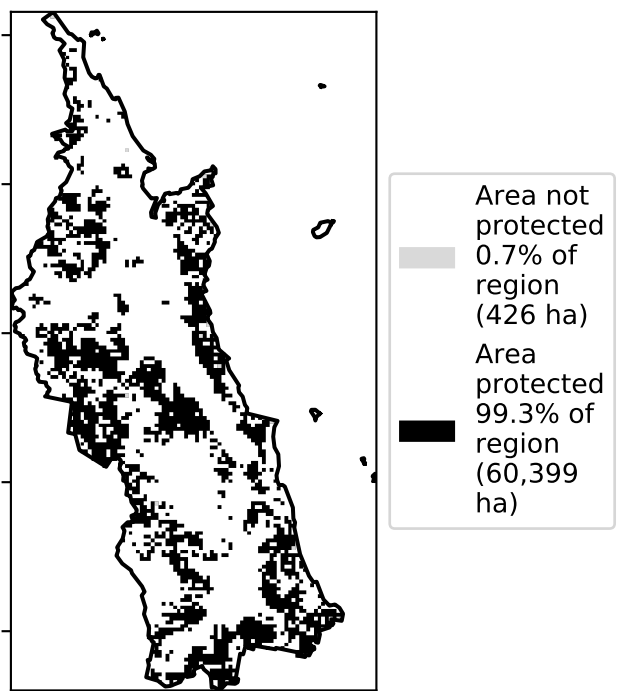 Area not
protected
0.7% of
region
(426 ha)
Area
protected
99.3% of
region
(60,399
ha)